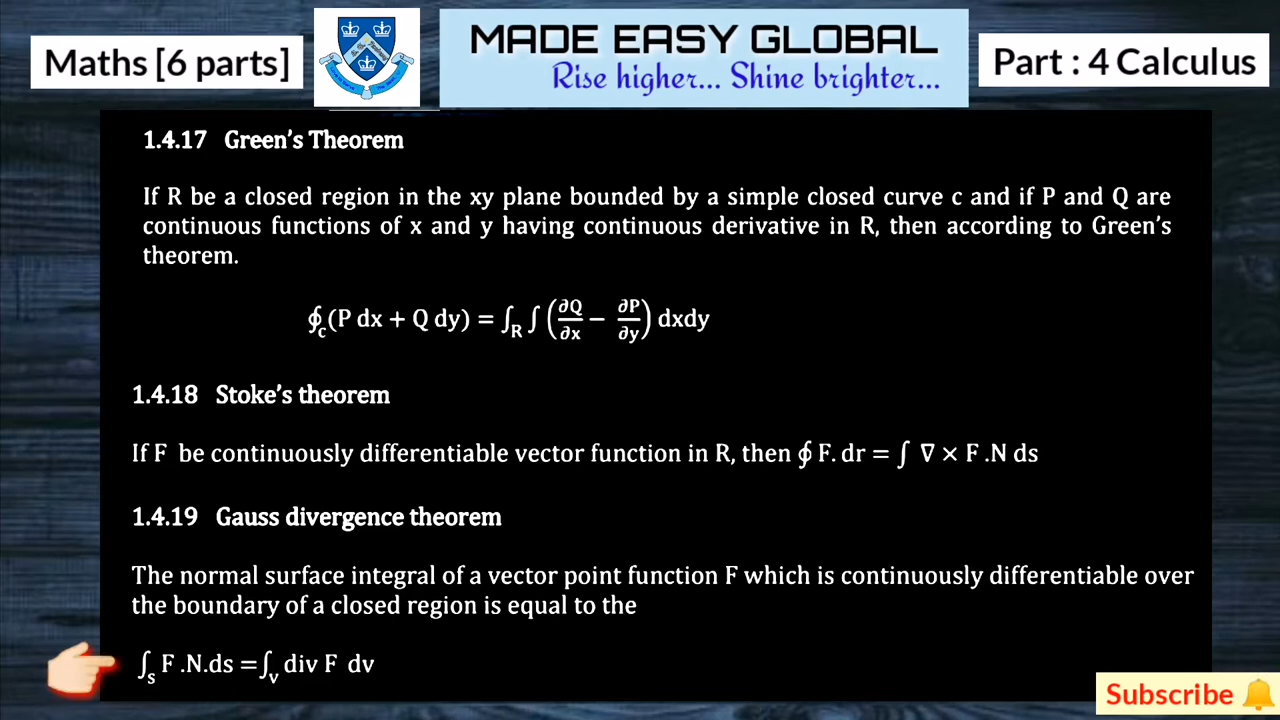 Maths [6 parts]
MADE EASY GLOBAL
Rise higher... Shine brighter...
Part : 4 Calculus
1.4.17 Green's Theorem
If R be a closed region in the xy plane bounded by a simple closed curve c and if P and Q are
continuous functions of x and y having continuous derivative in R, then according to Green's
theorem.
∮c(P dx + Q dy) = ∫R ∫ (∂Q/∂x − ∂P/∂y) dxdy
1.4.18 Stoke's theorem
If F be continuously differentiable vector function in R, then ∮ F. dr = ∫ ∇ × F .N ds
1.4.19 Gauss divergence theorem
The normal surface integral of a vector point function F which is continuously differentiable over
the boundary of a closed region is equal to the
∫s F .N.ds =∫v div F dv
Subscribe